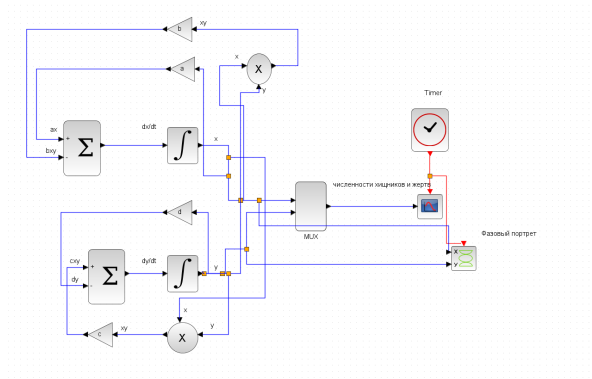 b
xy
x
X
y
a
Timer
ax
+
Σ
bxy
-
dx/dt
∫
x
численности хищников и жертв
MUX
d
Фазовый портрет
x
y
cxy
+
Σ
dy
-
dy/dt
∫
y
x
c
xy
X
y